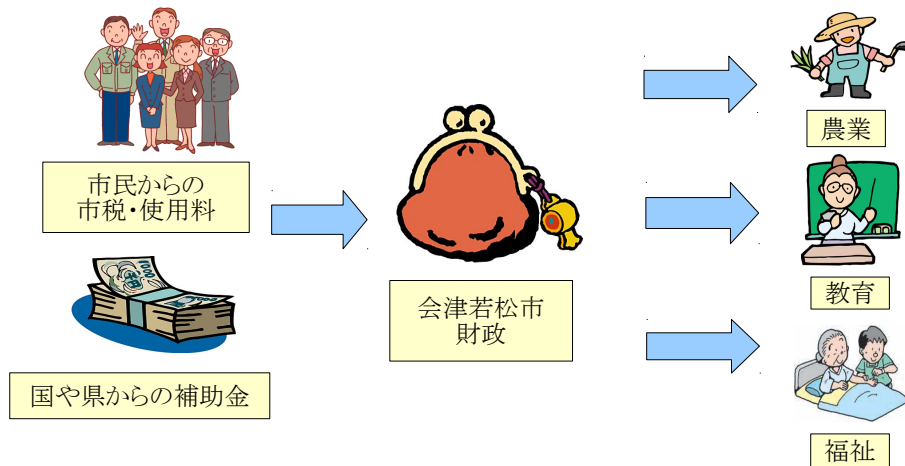 市民からの
市税・使用料
国や県からの補助金
会津若松市
財政
農業
教育
福祉